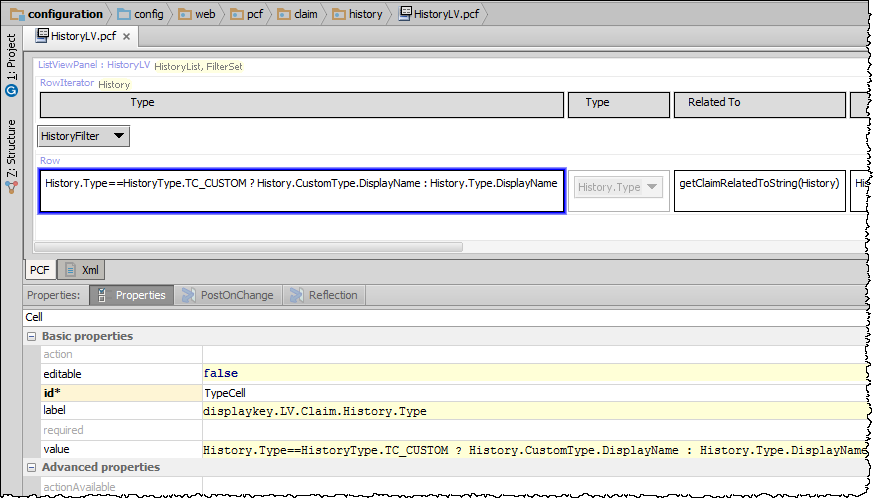 configuration config web pcf claim history HistoryLV.pcf
HistoryLV.pcf
1: Project
Z: Structure
ListViewPanel : HistoryLV HistoryList, FilterSet
RowIterator History
Type Type Related To
HistoryFilter
Row
History.Type==HistoryType.TC_CUSTOM ? History.CustomType.DisplayName : History.Type.DisplayName History.Type getClaimRelatedToString(History) His
PCF Xml
Properties: Properties PostOnChange Reflection
Cell
Basic properties
action
editable false
id* TypeCell
label displaykey.LV.Claim.History.Type
required
value History.Type==HistoryType.TC_CUSTOM ? History.CustomType.DisplayName : History.Type.DisplayName
Advanced properties
actionAvailable